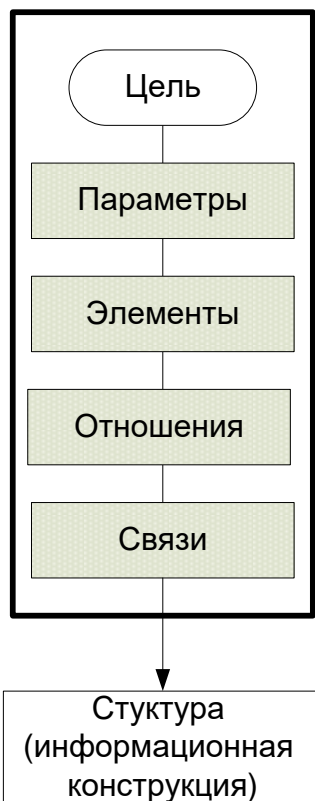 Цель
Параметры
Элементы
Отношения
Связи
Стуктура
(информационная
конструкция)